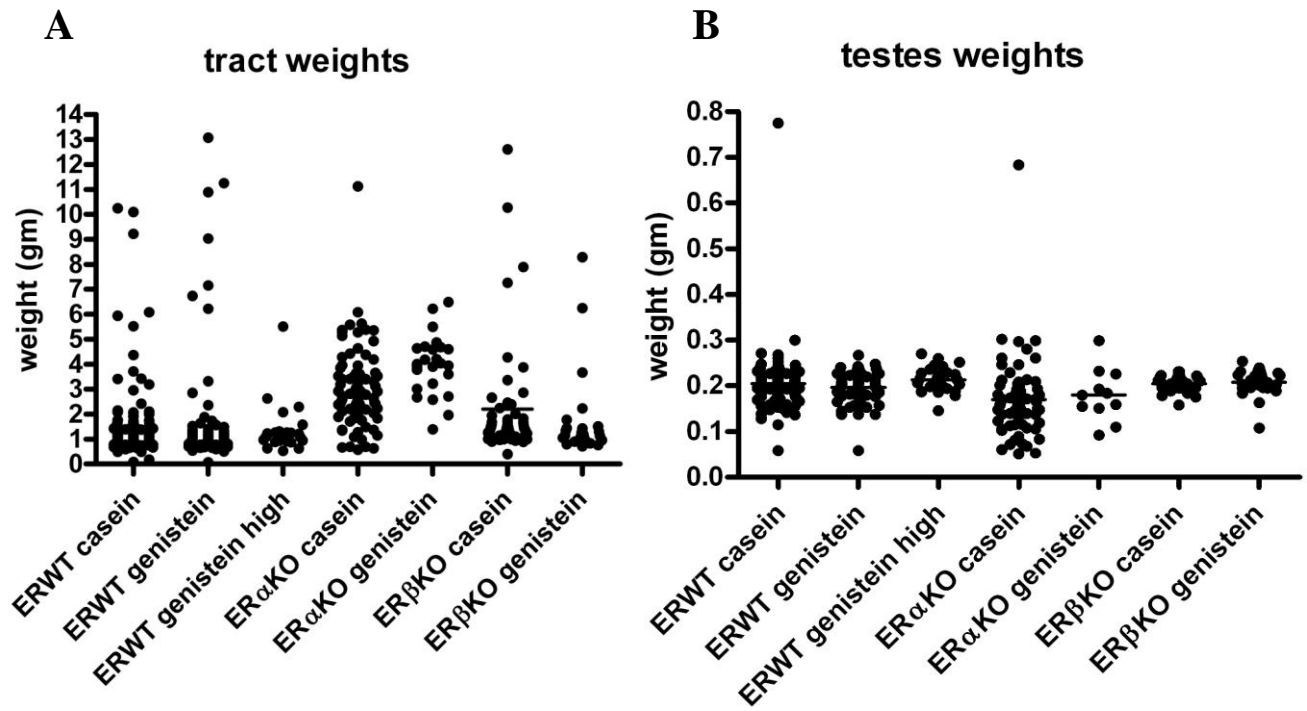 A
tract weights
weight (gm)
14
13
12
11
10
9
8
7
6
5
4
3
2
1
0
ERWT casein
ERWT genistein
ERWT genistein high
ERαKO casein
ERαKO genistein
ERβKO casein
ERβKO genistein
B
testes weights
weight (gm)
0.8
0.7
0.6
0.5
0.4
0.3
0.2
0.1
0.0
ERWT casein
ERWT genistein
ERWT genistein high
ERαKO casein
ERαKO genistein
ERβKO casein
ERβKO genistein